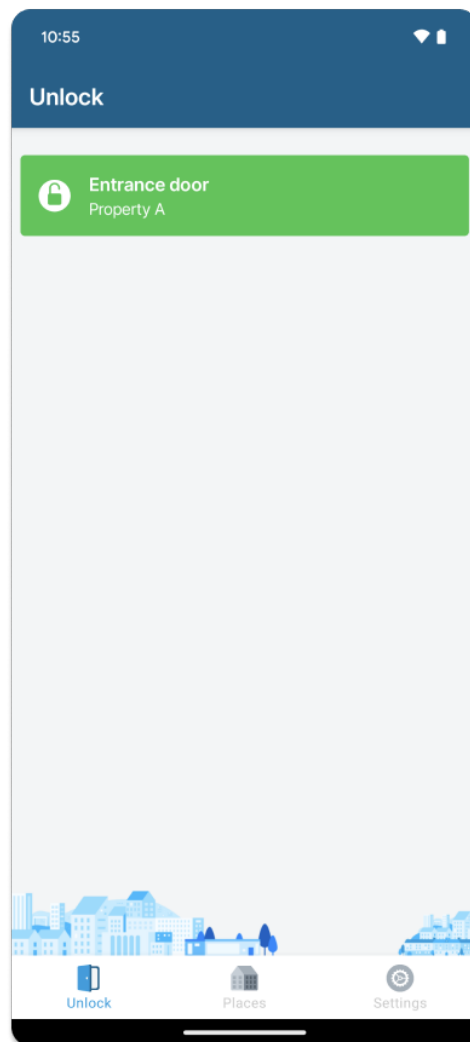 10:55
Unlock
Entrance door
Property A
Unlock
Places
Settings